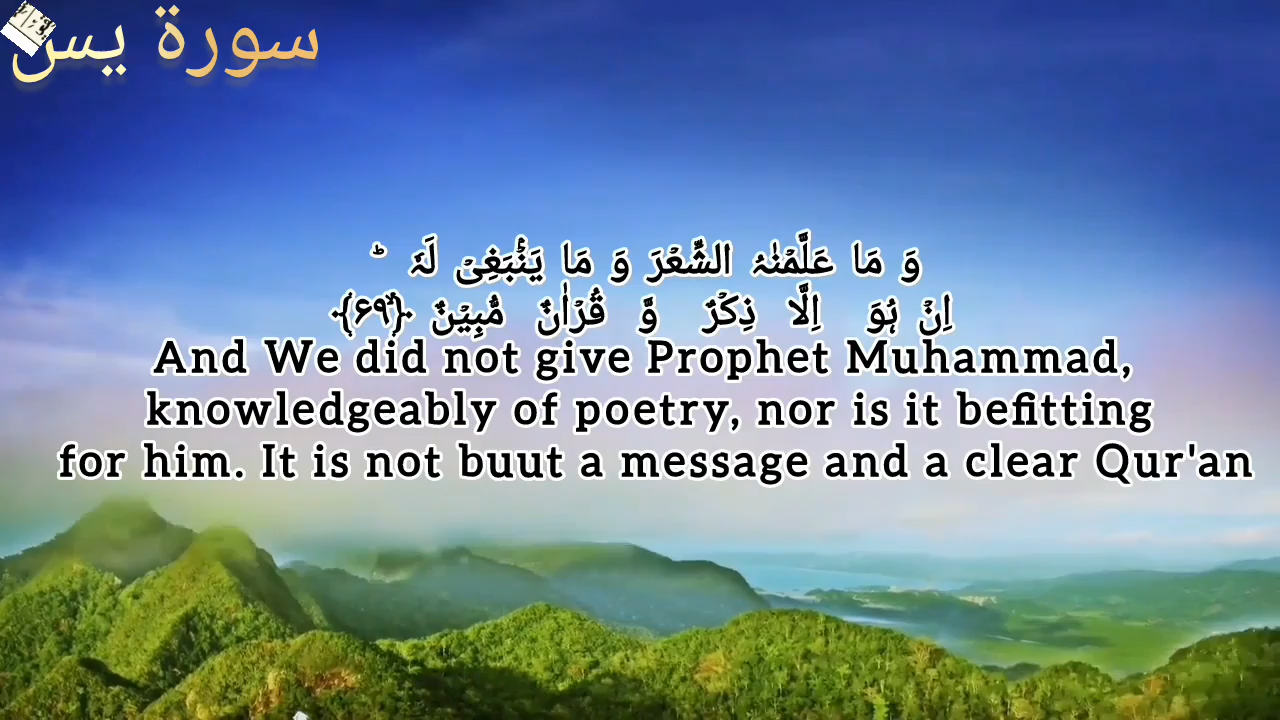 سورة يس
وَ مَا عَلَّمۡنٰہُ الشِّعۡرَ وَ مَا یَنۡۢبَغِیۡ لَہٗ ؕ
اِنۡ ہُوَ اِلَّا ذِکۡرٌ وَّ قُرۡاٰنٌ مُّبِیۡنٌ ﴿ۙ۶۹﴾
And We did not give Prophet Muhammad,
knowledgeably of poetry, nor is it befitting
for him. It is not buut a message and a clear Qur'an